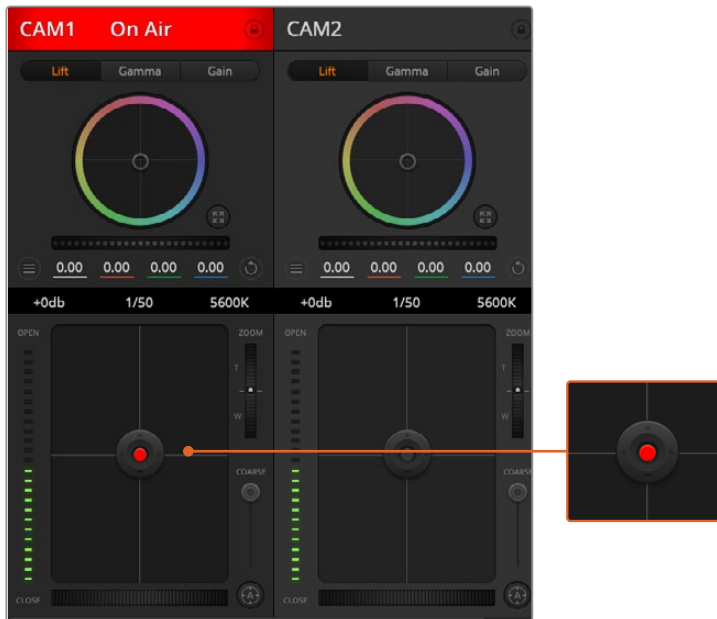 CAM1 On Air
Lift Gamma Gain
0.00 0.00 0.00 0.00
+0db 1/50 5600K
OPEN ZOOM
T
W
COARSE
A
CLOSE
CAM2
Lift Gamma Gain
0.00 0.00 0.00 0.00
+0db 1/50 5600K
OPEN ZOOM
T
W
COARSE
A
CLOSE